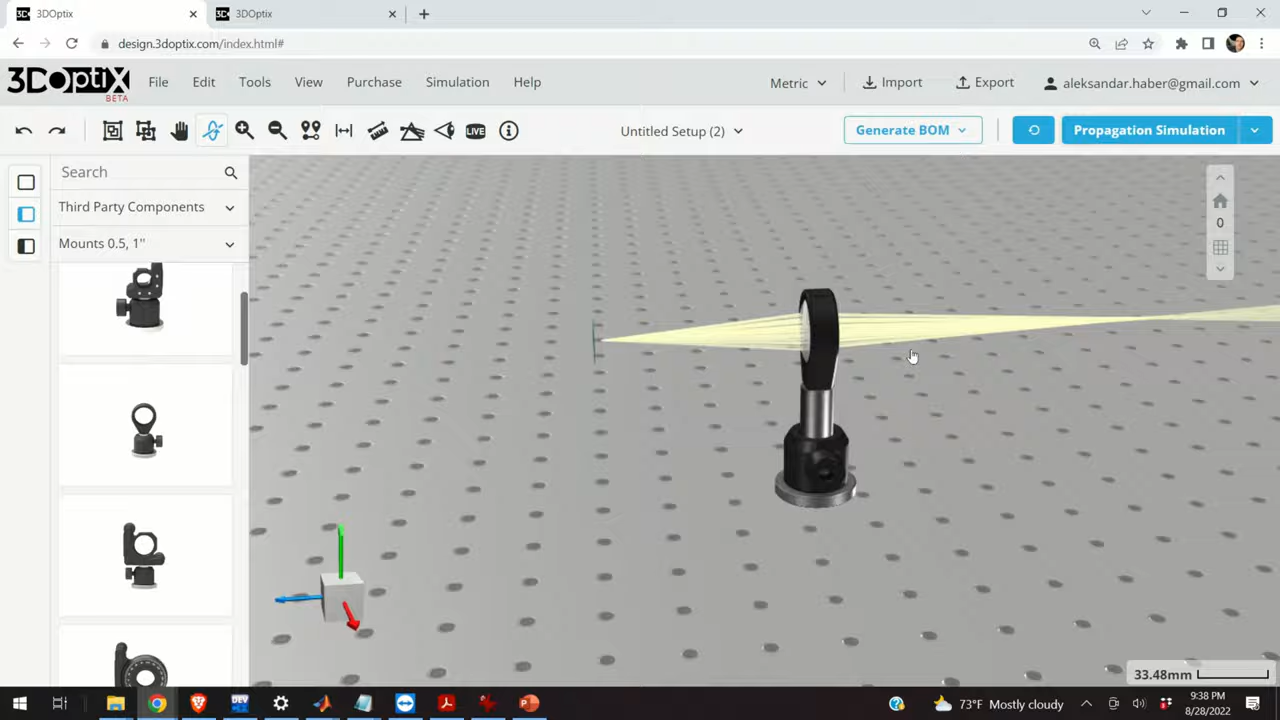 3DOptix
3DOptix
design.3doptix.com/index.html#
3DOptiX
BETA
File
Edit
Tools
View
Purchase
Simulation
Help
Metric
Import
Export
aleksandar.haber@gmail.com
LIVE
Untitled Setup (2)
Generate BOM
Propagation Simulation
Search
Third Party Components
Mounts 0.5, 1''
0
33.48mm
DEV
73°F Mostly cloudy
9:38 PM
8/28/2022